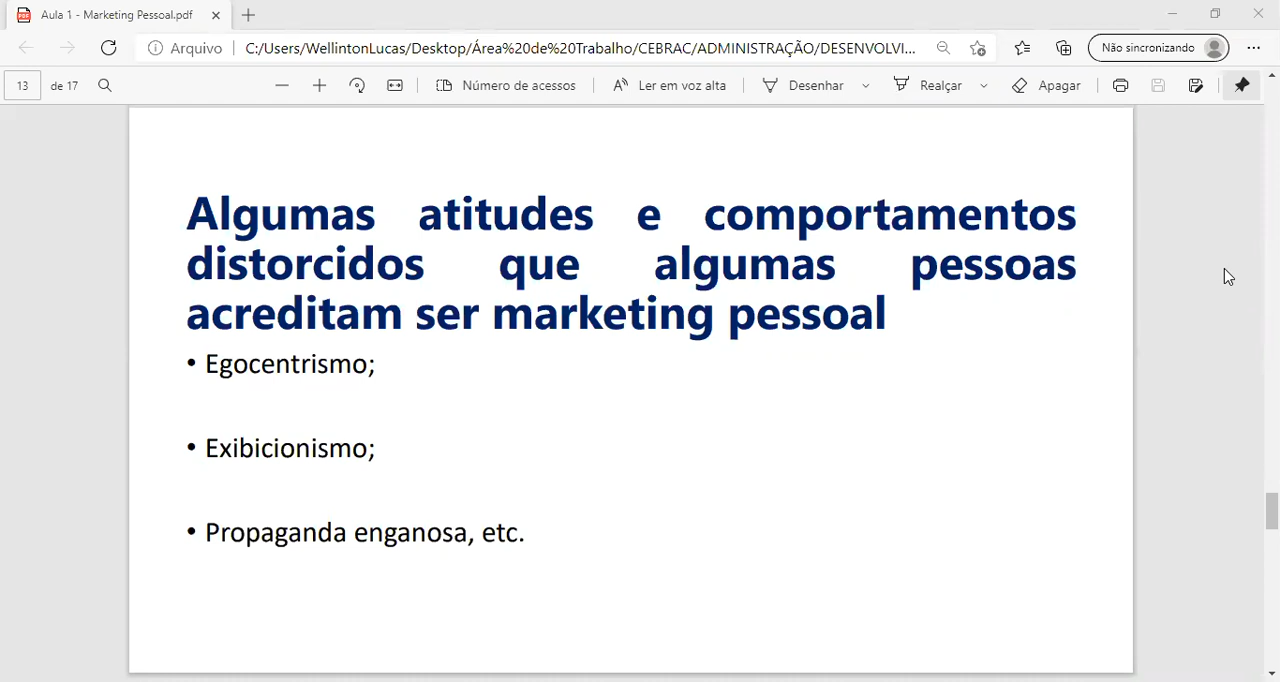 Aula 1 - Marketing Pessoal.pdf
Arquivo
C:/Users/WellintonLucas/Desktop/Área%20de%20Trabalho/CEBRAC/ADMINISTRAÇÃO/DESENVOLVI...
Não sincronizando
13 de 17
Número de acessos
Ler em voz alta
Desenhar
Realçar
Apagar
Algumas atitudes e comportamentos
distorcidos que algumas pessoas
acreditam ser marketing pessoal
• Egocentrismo;
• Exibicionismo;
• Propaganda enganosa, etc.